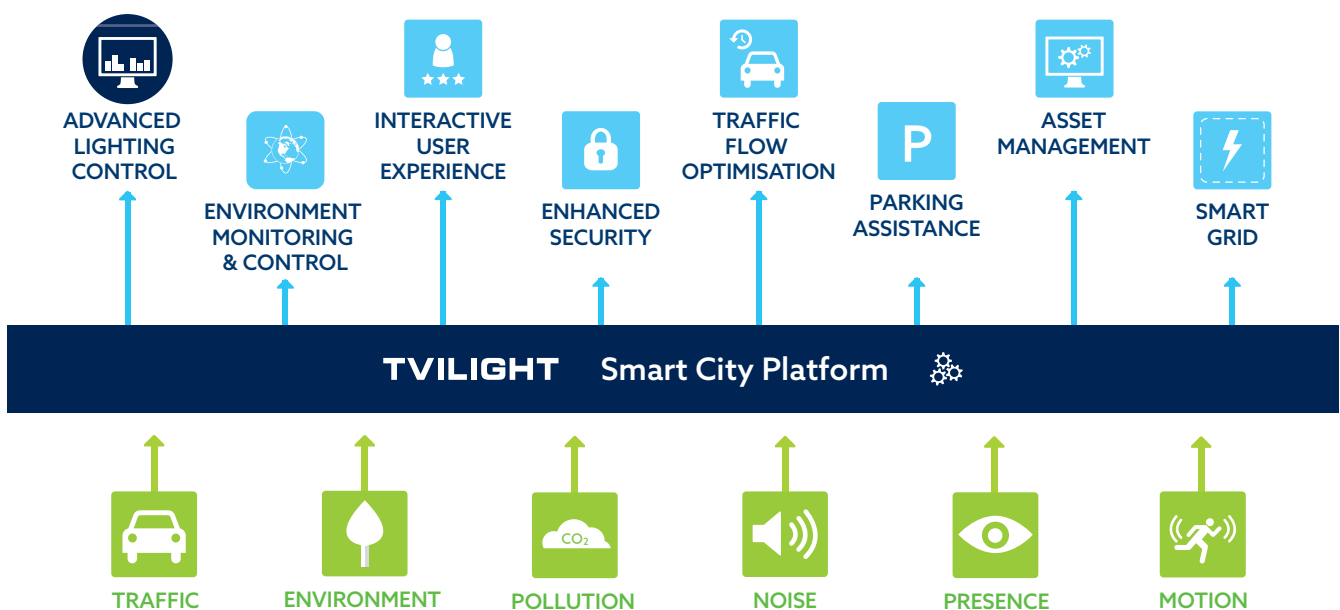 ADVANCED
LIGHTING
CONTROL
ENVIRONMENT
MONITORING
& CONTROL
INTERACTIVE
USER
EXPERIENCE
ENHANCED
SECURITY
TRAFFIC
FLOW
OPTIMISATION
P
PARKING
ASSISTANCE
ASSET
MANAGEMENT
SMART
GRID
TVILIGHT Smart City Platform
TRAFFIC
ENVIRONMENT
CO₂
POLLUTION
NOISE
PRESENCE
MOTION